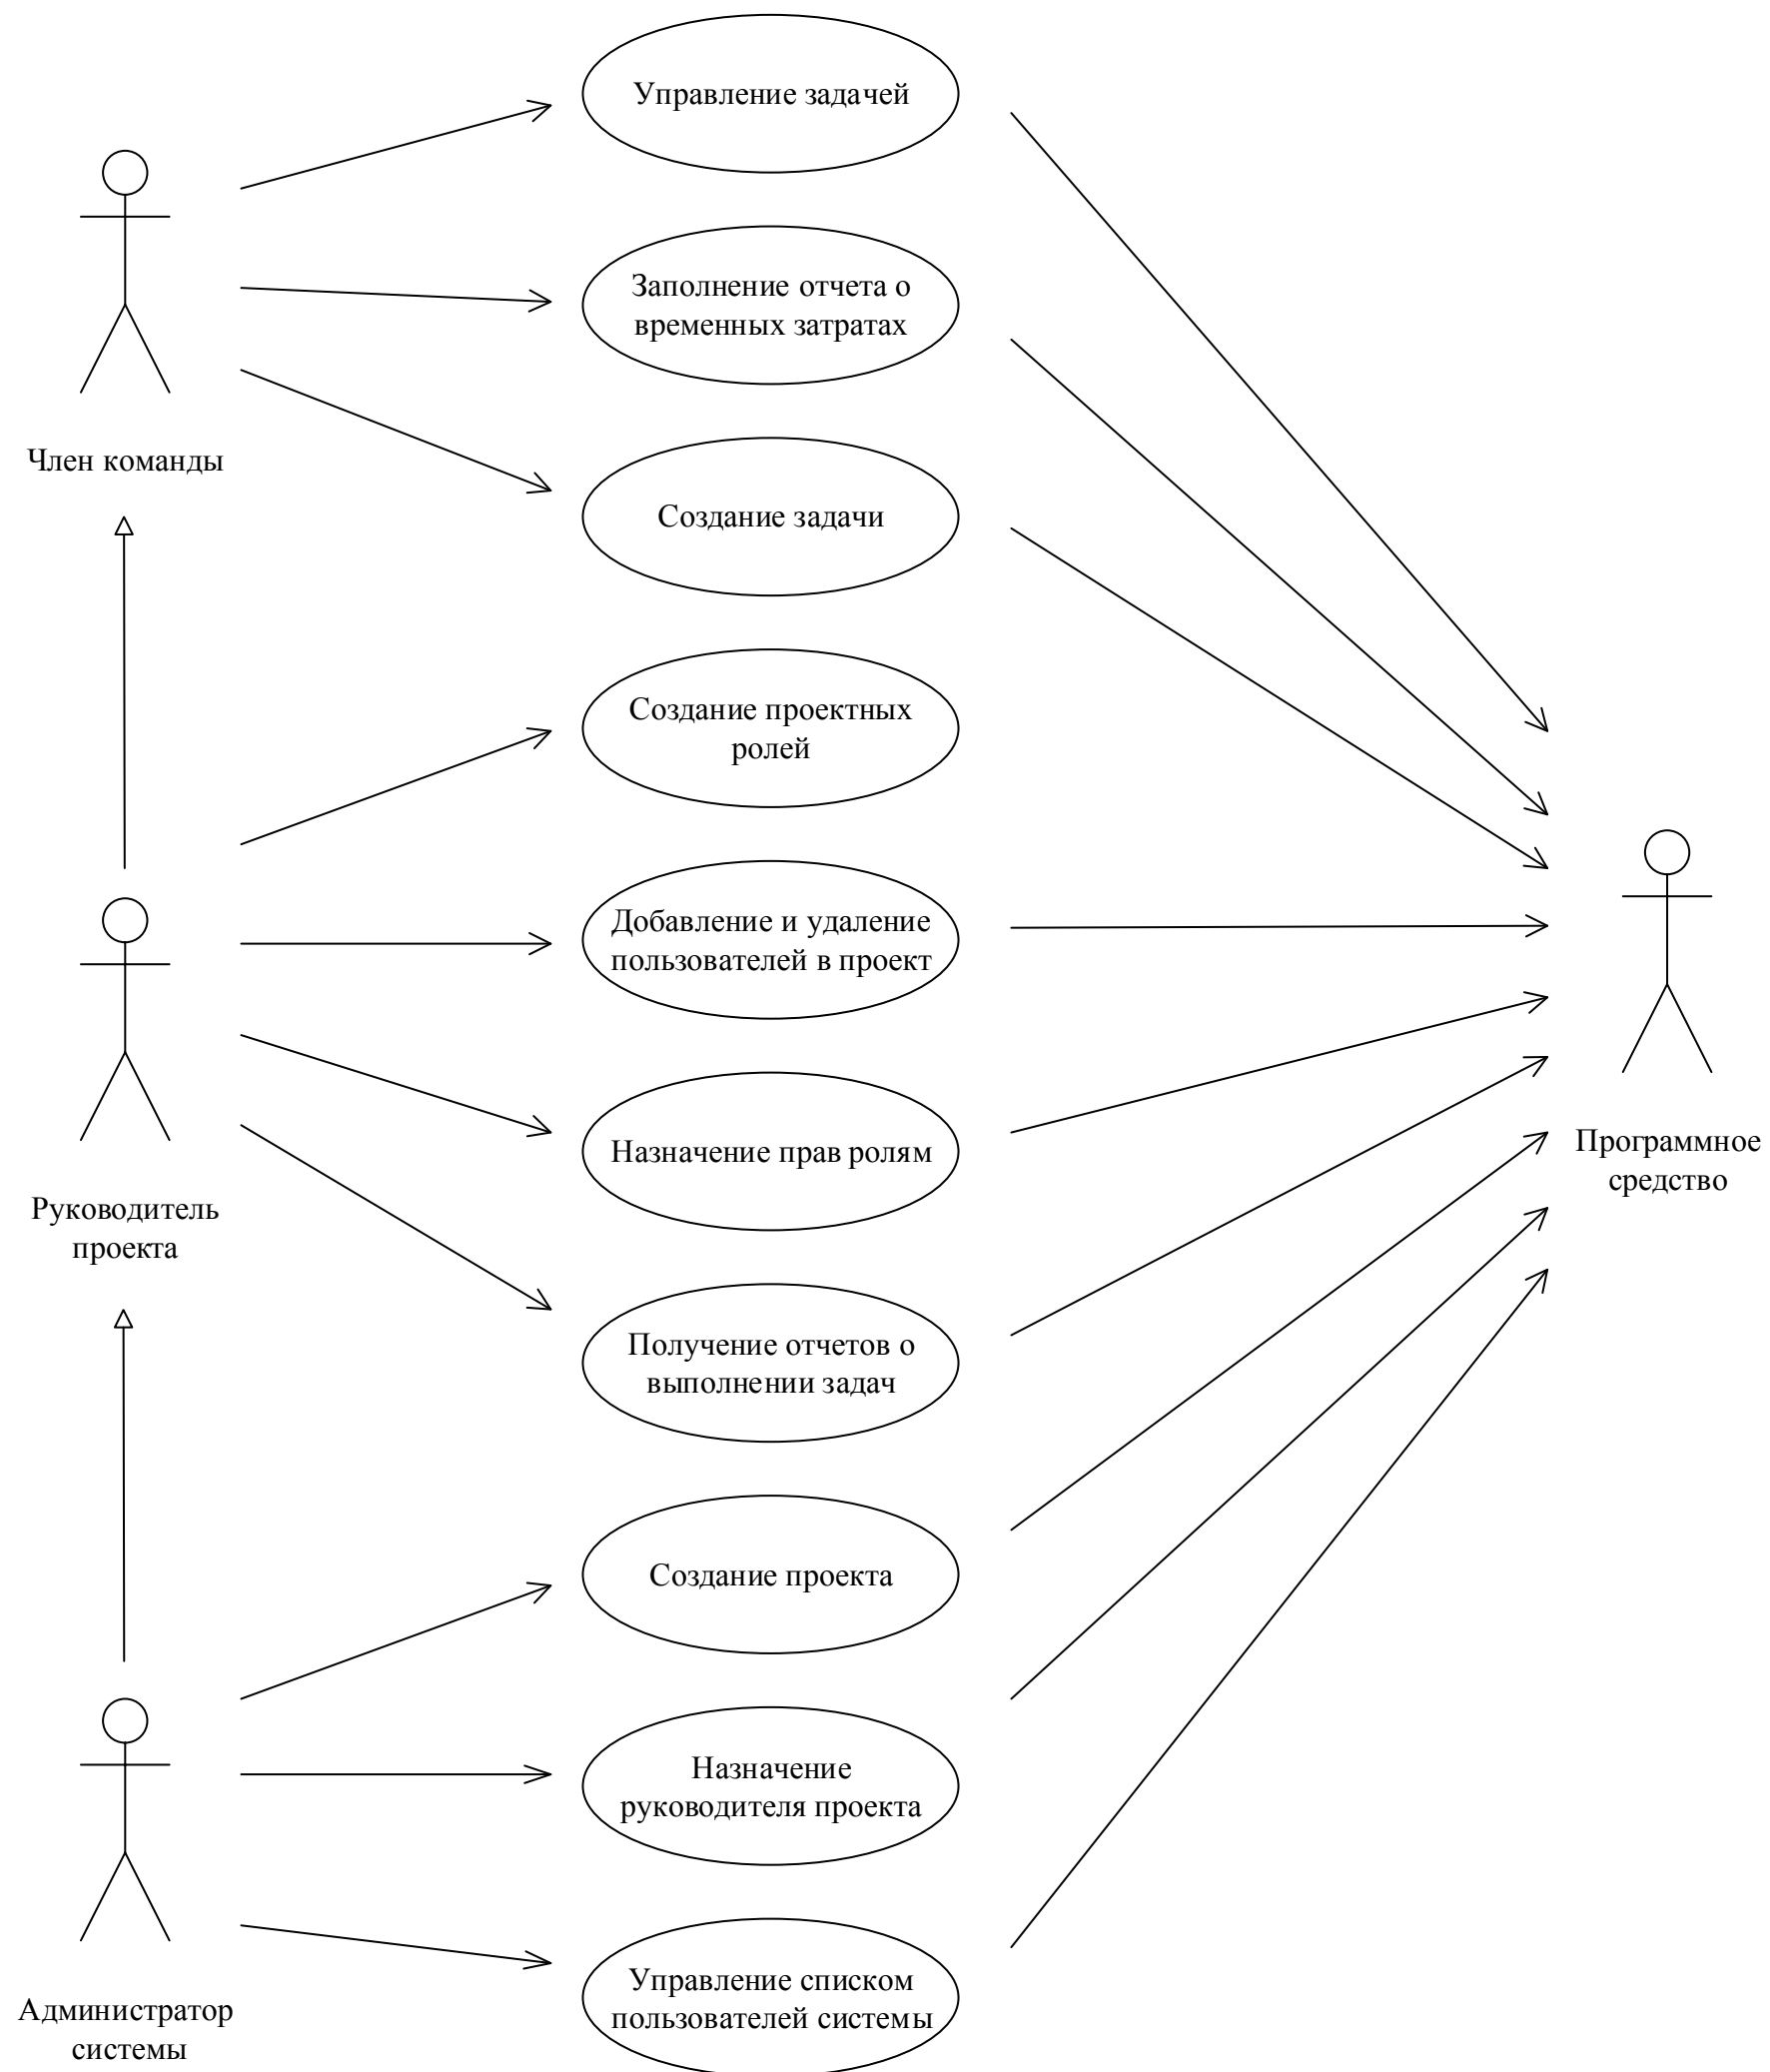 Управление задачей
Заполнение отчета о
временных затратах
Член команды
Создание задачи
Создание проектных
ролей
Добавление и удаление
пользователей в проект
Назначение прав ролям
Программное
средство
Руководитель
проекта
Получение отчетов о
выполнении задач
Создание проекта
Назначение
руководителя проекта
Управление списком
пользователей системы
Администратор
системы